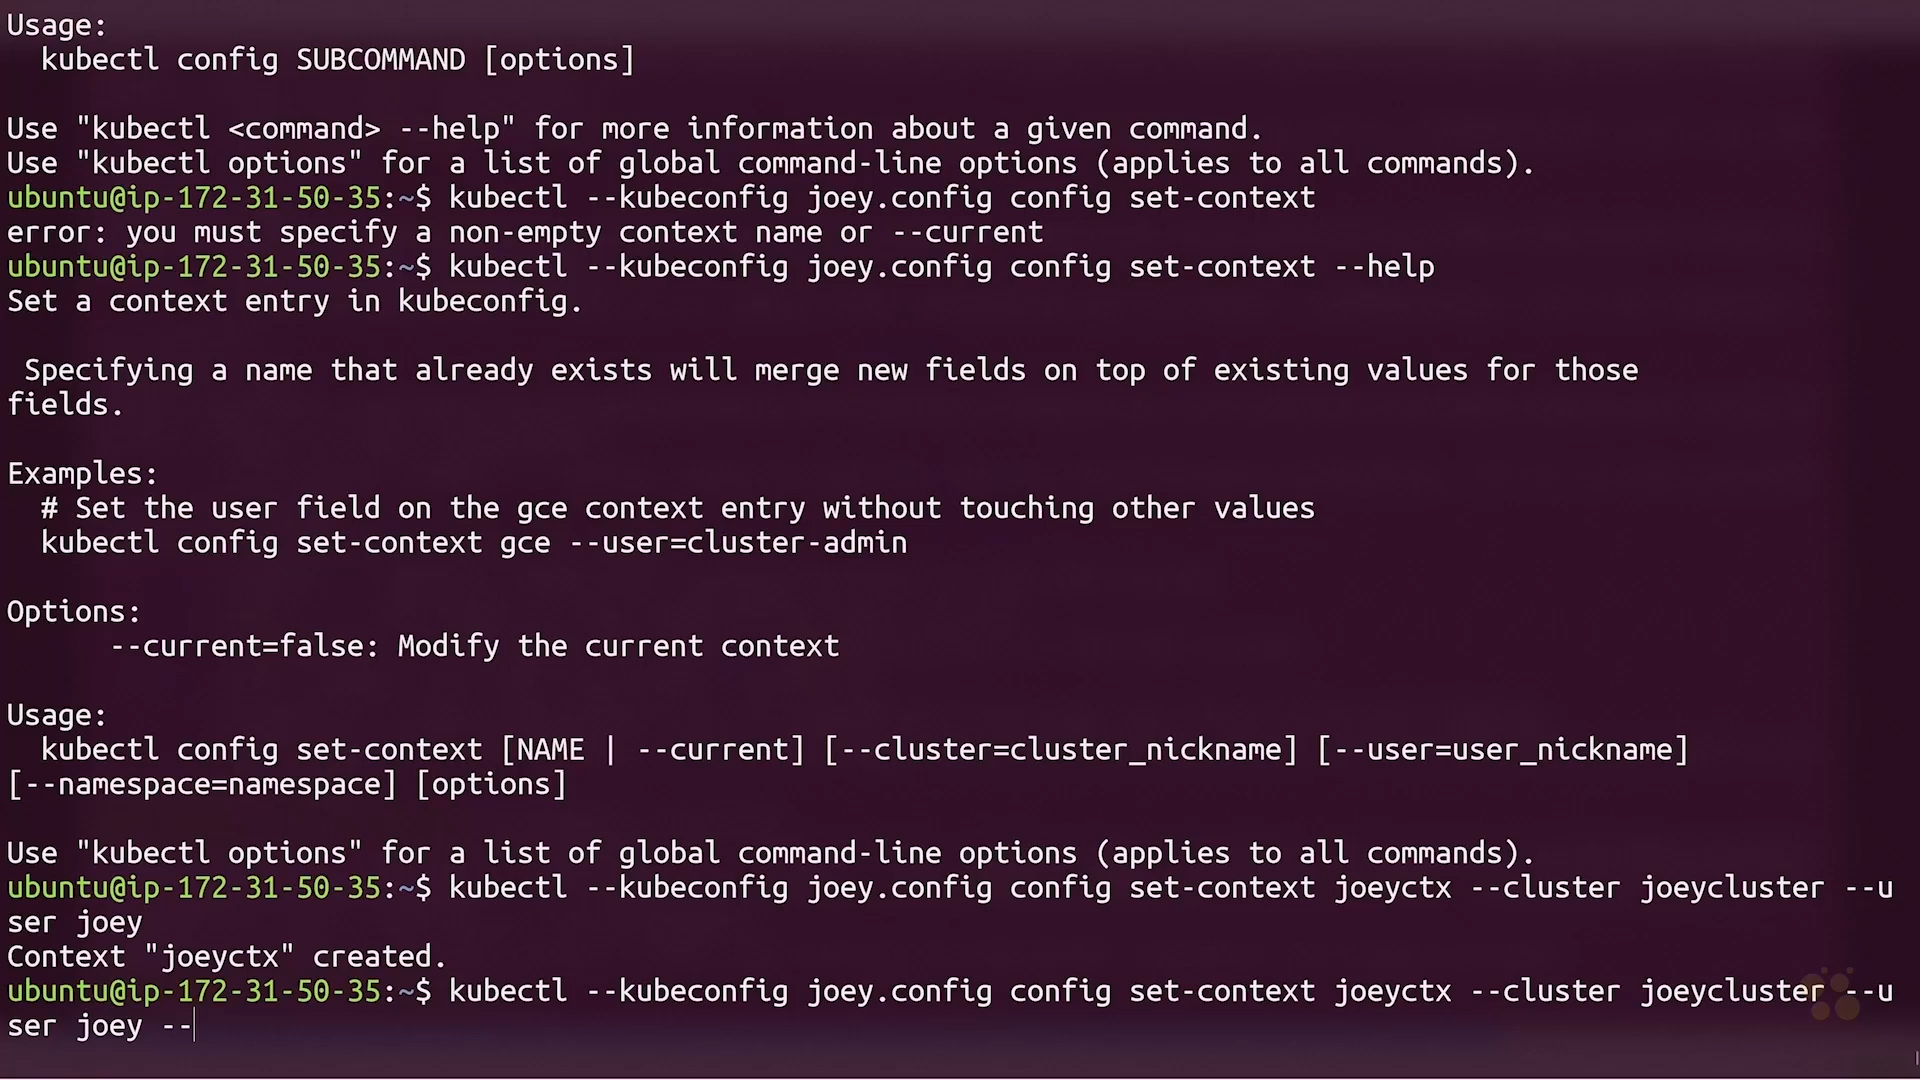 Usage:
  kubectl config SUBCOMMAND [options]

Use "kubectl <command> --help" for more information about a given command.
Use "kubectl options" for a list of global command-line options (applies to all commands).
ubuntu@ip-172-31-50-35:~$ kubectl --kubeconfig joey.config config set-context
error: you must specify a non-empty context name or --current
ubuntu@ip-172-31-50-35:~$ kubectl --kubeconfig joey.config config set-context --help
Set a context entry in kubeconfig.

 Specifying a name that already exists will merge new fields on top of existing values for those
fields.

Examples:
  # Set the user field on the gce context entry without touching other values
  kubectl config set-context gce --user=cluster-admin

Options:
      --current=false: Modify the current context

Usage:
  kubectl config set-context [NAME | --current] [--cluster=cluster_nickname] [--user=user_nickname]
[--namespace=namespace] [options]

Use "kubectl options" for a list of global command-line options (applies to all commands).
ubuntu@ip-172-31-50-35:~$ kubectl --kubeconfig joey.config config set-context joeyctx --cluster joeycluster --u
ser joey
Context "joeyctx" created.
ubuntu@ip-172-31-50-35:~$ kubectl --kubeconfig joey.config config set-context joeyctx --cluster joeycluster --u
ser joey --